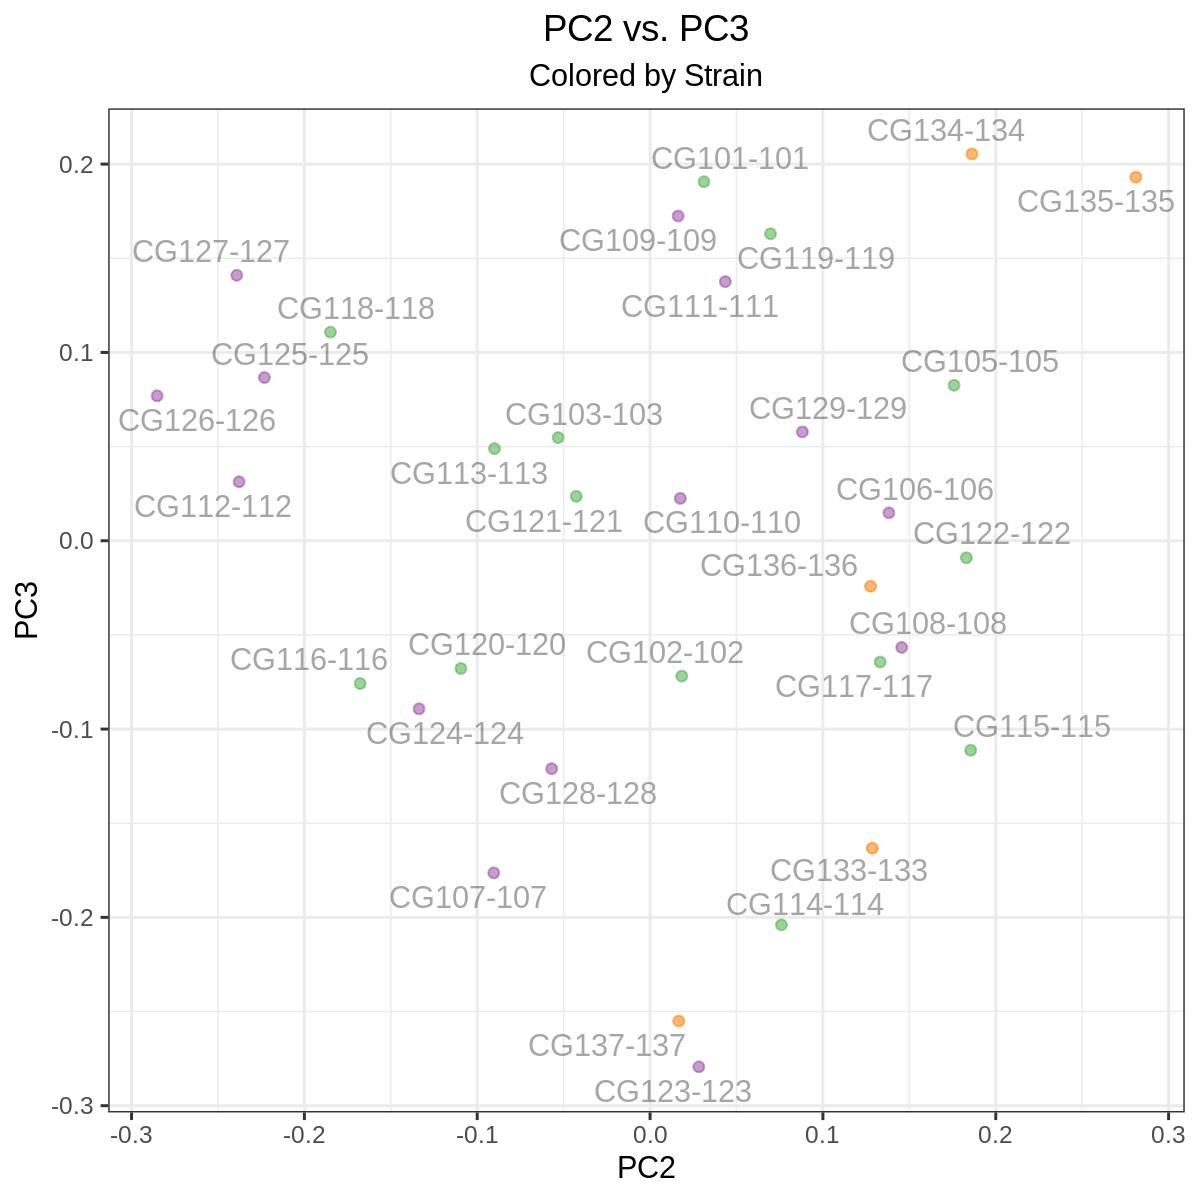 PC2 vs. PC3
Colored by Strain
CG134-134
CG101-101
0.2
CG135-135
CG109-109
CG127-127
CG119-119
CG111-111
CG118-118
0.1
CG125-125
CG105-105
CG129-129
CG103-103
CG126-126
CG113-113
CG106-106
CG112-112
CG121-121
CG110-110
CG122-122
0.0
CG136-136
PC3
CG108-108
CG120-120
CG102-102
CG116-116
CG117-117
CG115-115
-0.1
CG124-124
CG128-128
CG133-133
CG107-107
CG114-114
-0.2
CG137-137
CG123-123
-0.3
-0.3 -0.2 -0.1 0.0 0.1 0.2 0.3
PC2